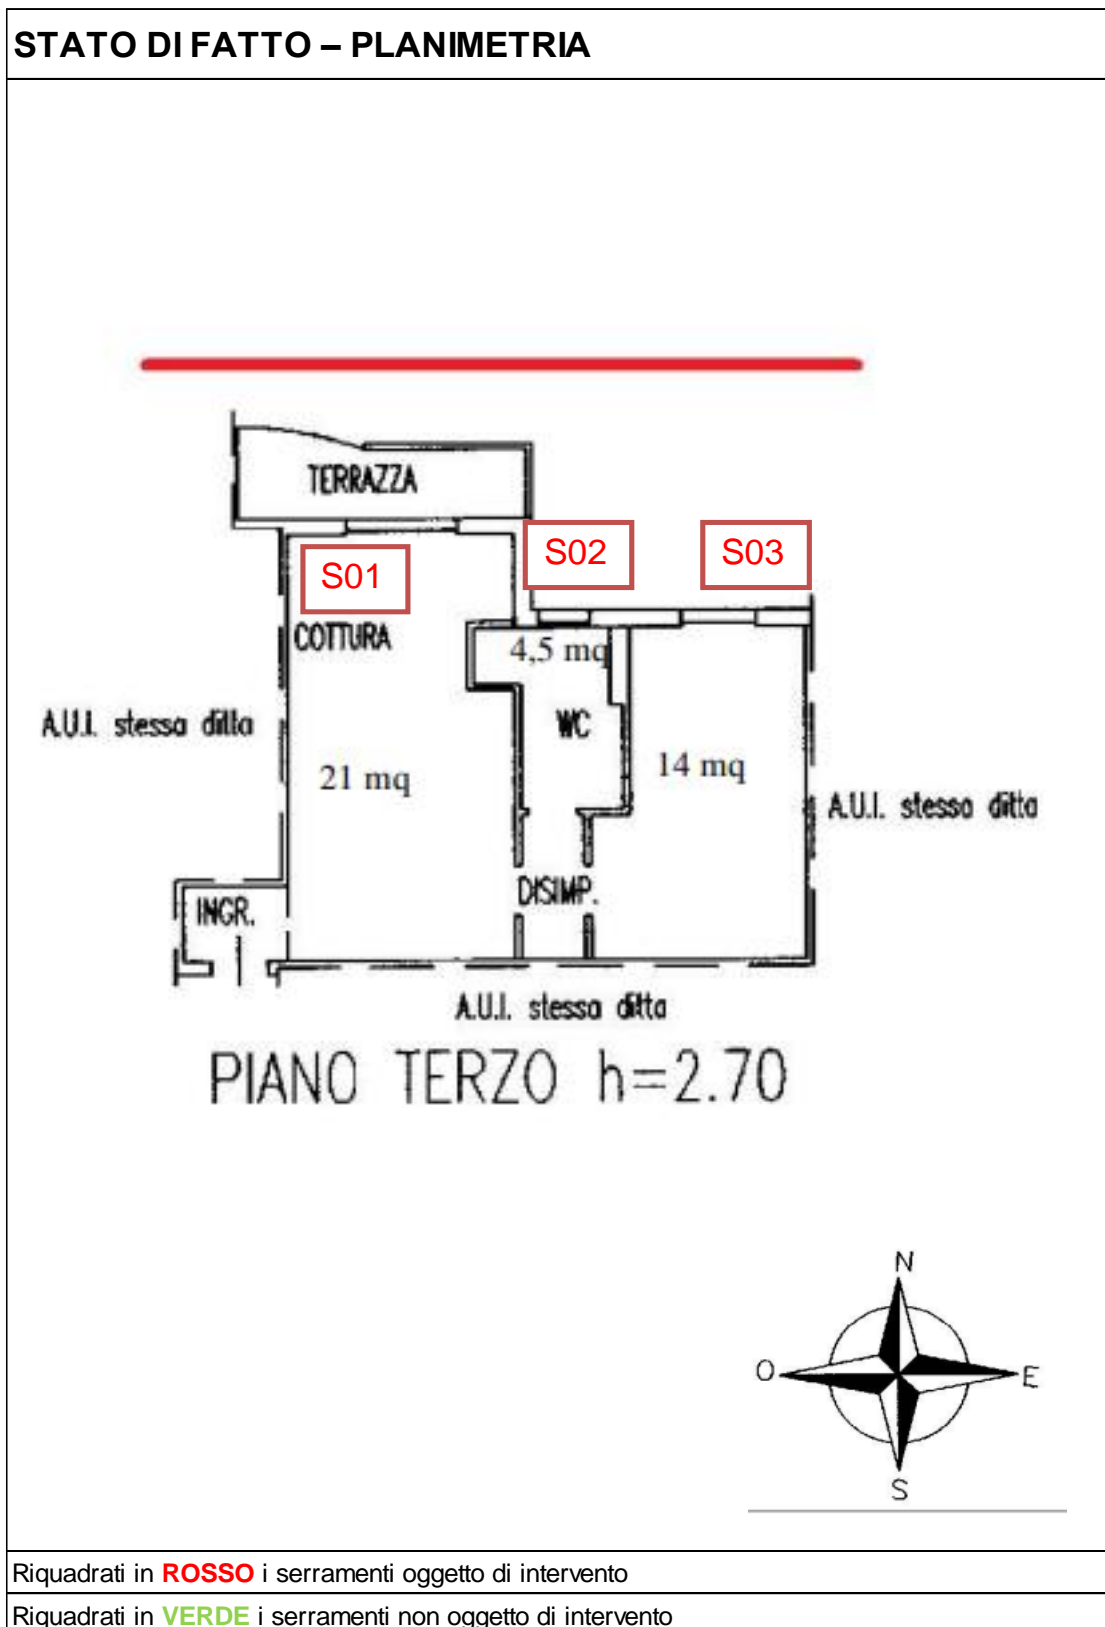 STATO DI FATTO – PLANIMETRIA
TERRAZZA
S01
S02
S03
COTTURA
4,5 mq
A.U.I. stessa ditta
WC
21 mq
14 mq
A.U.I. stessa ditta
INGR.
DISIMP.
A.U.I. stessa ditta
PIANO TERZO h=2.70
N
O
E
S
Riquadrati in ROSSO i serramenti oggetto di intervento
Riquadrati in VERDE i serramenti non oggetto di intervento